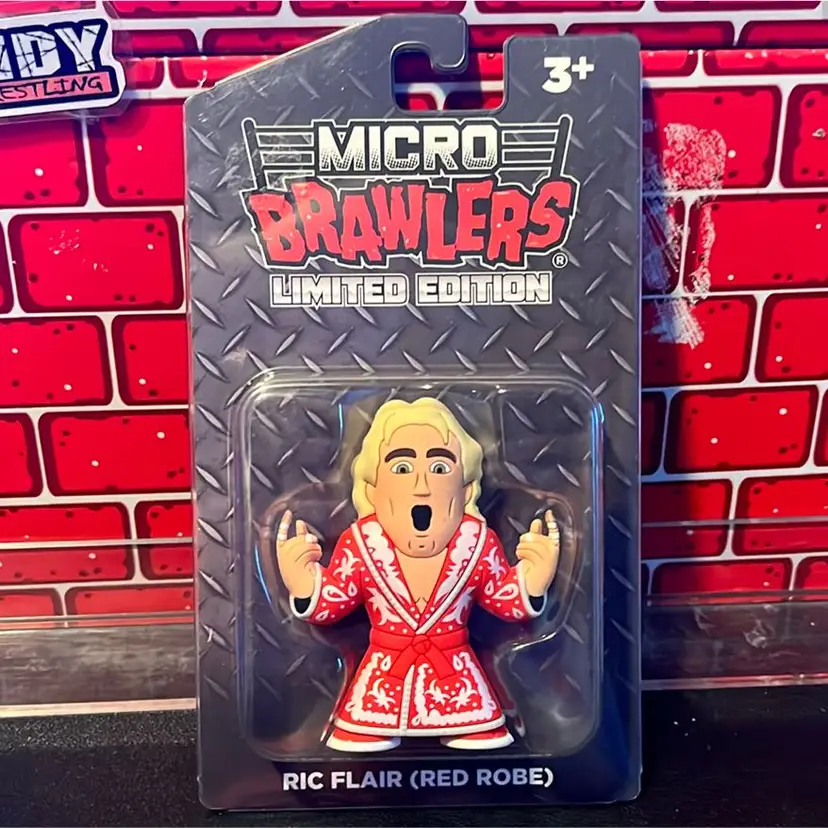 3+
MICRO
BRAWLERS®
LIMITED EDITION
RIC FLAIR (RED ROBE)